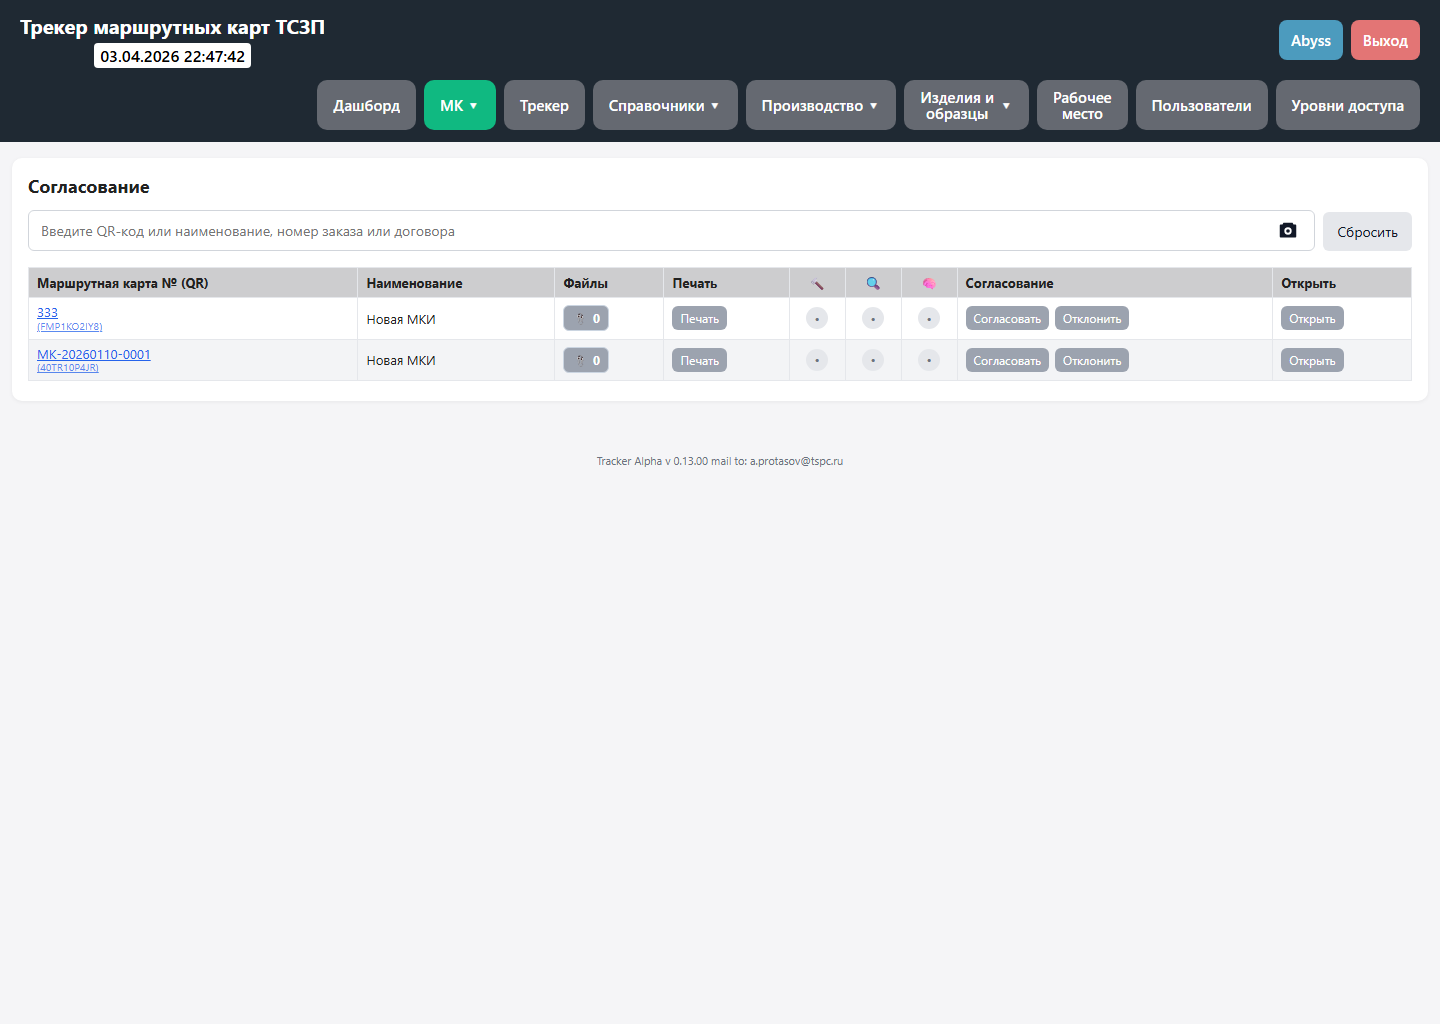 Трекер маршрутных карт ТСЗП
03.04.2026 22:47:42
Abyss
Выход
Дашборд
МК ▼
Трекер
Справочники ▼
Производство ▼
Изделия и
образцы ▼
Рабочее
место
Пользователи
Уровни доступа
Согласование
Введите QR-код или наименование, номер заказа или договора
Сбросить
Маршрутная карта № (QR) Наименование Файлы Печать Согласование Открыть
333
(FMP1KO2IY8)
Новая МКИ 0 Печать • • • Согласовать Отклонить Открыть
МК-20260110-0001
(40TR10P4JR)
Новая МКИ 0 Печать • • • Согласовать Отклонить Открыть
Tracker Alpha v 0.13.00 mail to: a.protasov@tspc.ru